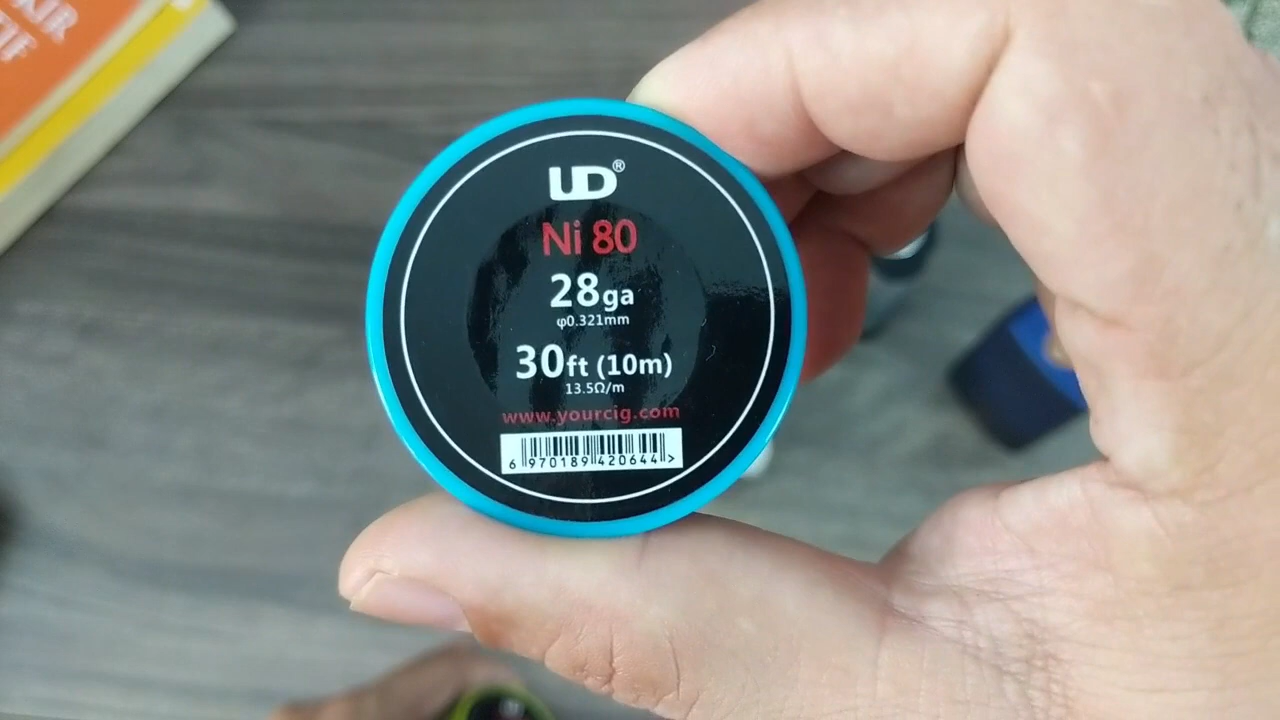 UD®
Ni 80
28ga
φ0.321mm
30ft (10m)
13.5Ω/m
www.yourcig.com
6 970189 420644 >